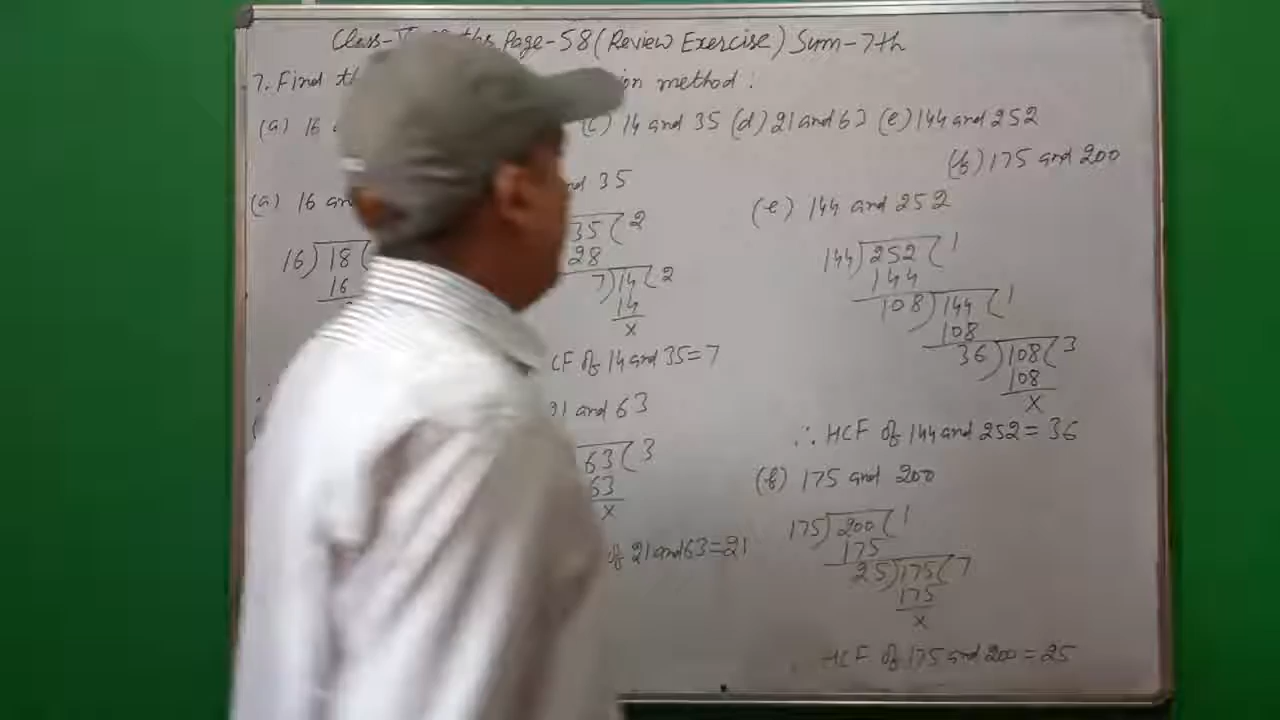 Page-58 (Review Exercise) Sum-7th
7. Find
method :
(a) 16
(c) 14 and 35 (d) 21 and 63 (e) 144 and 252
(f) 175 and 200
(a) 16 an
16)18(
16
nd 35
35(2
28
7)14(2
14
x
CF of 14 and 35=7
21 and 63
63(3
63
x
of 21 and 63=21
(e) 144 and 252
144)252(1
144
108)144(1
108
36)108(3
108
x
∴ HCF of 144 and 252=36
(f) 175 and 200
175)200(1
175
25)175(7
175
x
HCF of 175 and 200=25